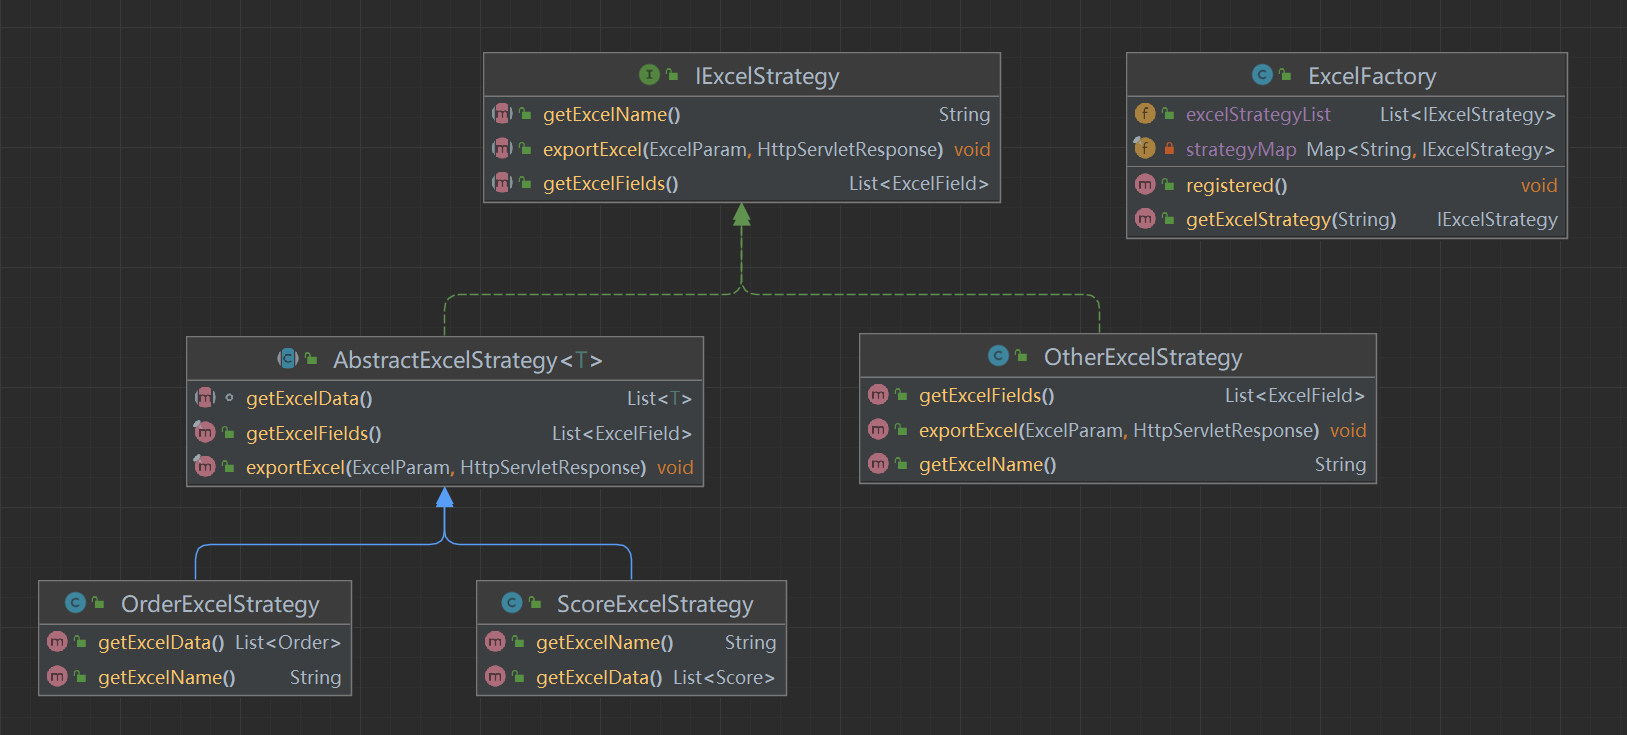 IExcelStrategy
getExcelName() String
exportExcel(ExcelParam, HttpServletResponse) void
getExcelFields() List<ExcelField>
ExcelFactory
excelStrategyList List<IExcelStrategy>
strategyMap Map<String, IExcelStrategy>
registered() void
getExcelStrategy(String) IExcelStrategy
AbstractExcelStrategy<T>
getExcelData() List<T>
getExcelFields() List<ExcelField>
exportExcel(ExcelParam, HttpServletResponse) void
OtherExcelStrategy
getExcelFields() List<ExcelField>
exportExcel(ExcelParam, HttpServletResponse) void
getExcelName() String
OrderExcelStrategy
getExcelData() List<Order>
getExcelName() String
ScoreExcelStrategy
getExcelName() String
getExcelData() List<Score>